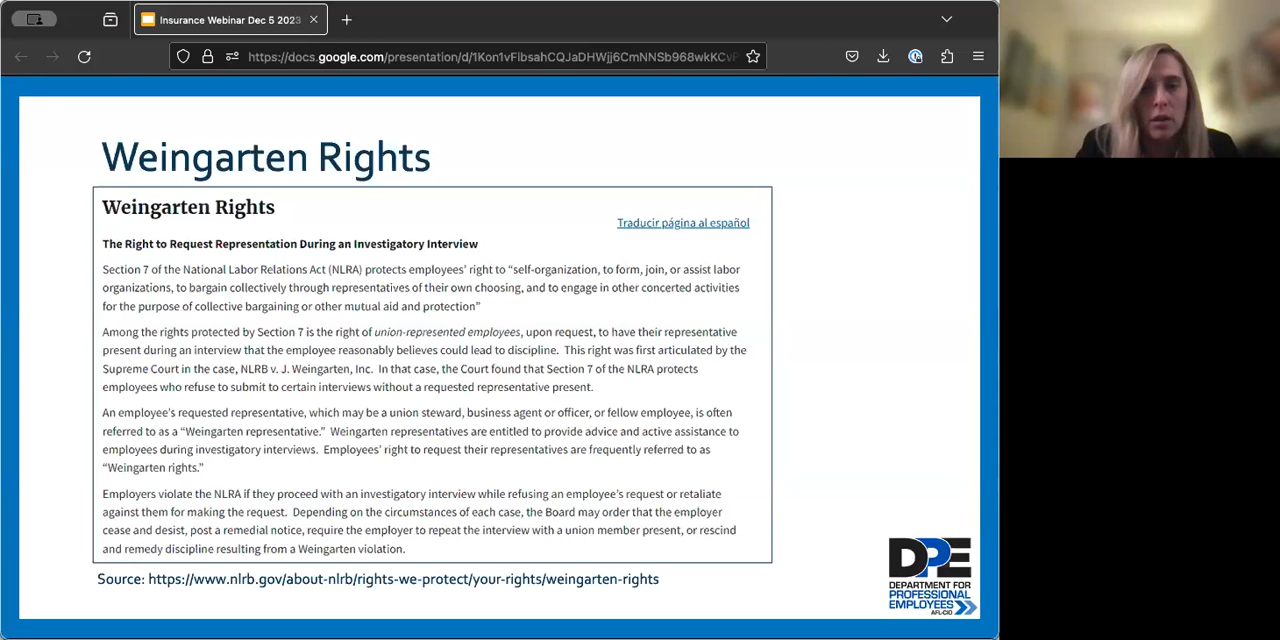 Insurance Webinar Dec 5 2023
https://docs.google.com/presentation/d/1Kon1vFlbsahCQJaDHWjj6CmNNSb968wkKCvP
Weingarten Rights
Weingarten Rights
Traducir página al español
The Right to Request Representation During an Investigatory Interview
Section 7 of the National Labor Relations Act (NLRA) protects employees’ right to “self-organization, to form, join, or assist labor
organizations, to bargain collectively through representatives of their own choosing, and to engage in other concerted activities
for the purpose of collective bargaining or other mutual aid and protection”
Among the rights protected by Section 7 is the right of union-represented employees, upon request, to have their representative
present during an interview that the employee reasonably believes could lead to discipline.  This right was first articulated by the
Supreme Court in the case, NLRB v. J. Weingarten, Inc.  In that case, the Court found that Section 7 of the NLRA protects
employees who refuse to submit to certain interviews without a requested representative present.
An employee’s requested representative, which may be a union steward, business agent or officer, or fellow employee, is often
referred to as a “Weingarten representative.”  Weingarten representatives are entitled to provide advice and active assistance to
employees during investigatory interviews.  Employees’ right to request their representatives are frequently referred to as
“Weingarten rights.”
Employers violate the NLRA if they proceed with an investigatory interview while refusing an employee’s request or retaliate
against them for making the request.  Depending on the circumstances of each case, the Board may order that the employer
cease and desist, post a remedial notice, require the employer to repeat the interview with a union member present, or rescind
and remedy discipline resulting from a Weingarten violation.
Source: https://www.nlrb.gov/about-nlrb/rights-we-protect/your-rights/weingarten-rights
DPE
DEPARTMENT FOR
PROFESSIONAL
EMPLOYEES
AFL-CIO